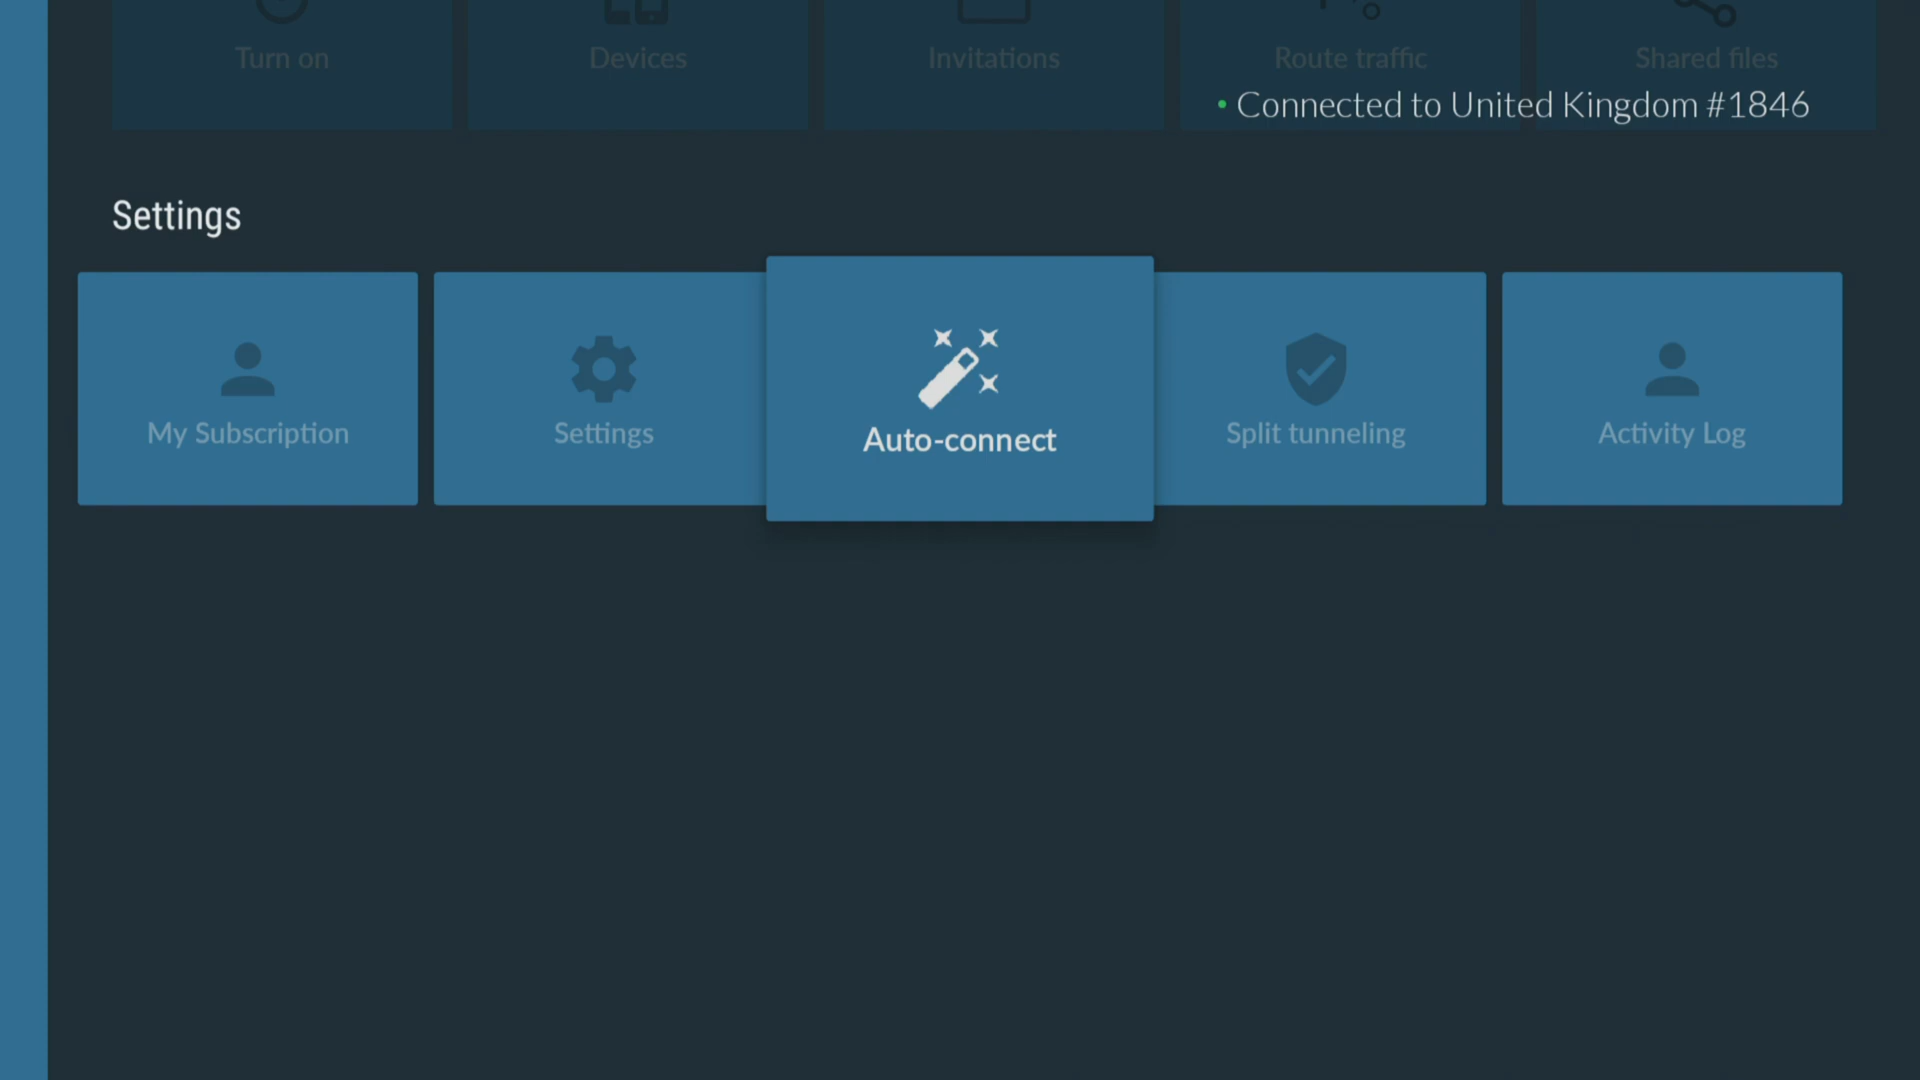 Turn on
Devices
Invitations
Route traffic
Shared files
• Connected to United Kingdom #1846
Settings
My Subscription
Settings
Auto-connect
Split tunneling
Activity Log